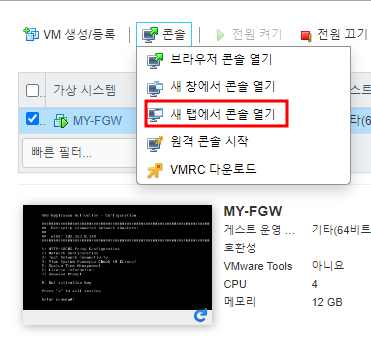 VM 생성/등록
콘솔
전원 켜기
전원 끄기
브라우저 콘솔 열기
새 창에서 콘솔 열기
새 탭에서 콘솔 열기
원격 콘솔 시작
VMRC 다운로드
가상 시스템
MY-FGW
빠른 필터...
MY-FGW
게스트 운영 ... 기타(64비트
호환성
VMware Tools 아니요
CPU 4
메모리 12 GB